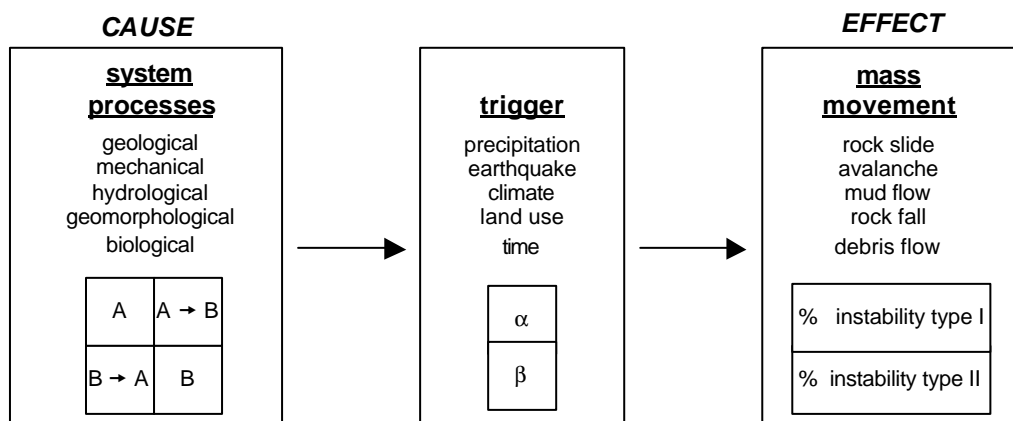 CAUSE
system
processes
geological
mechanical
hydrological
geomorphological
biological
A
A → B
B → A
B
trigger
precipitation
earthquake
climate
land use
time
α
β
EFFECT
mass
movement
rock slide
avalanche
mud flow
rock fall
debris flow
% instability type I
% instability type II